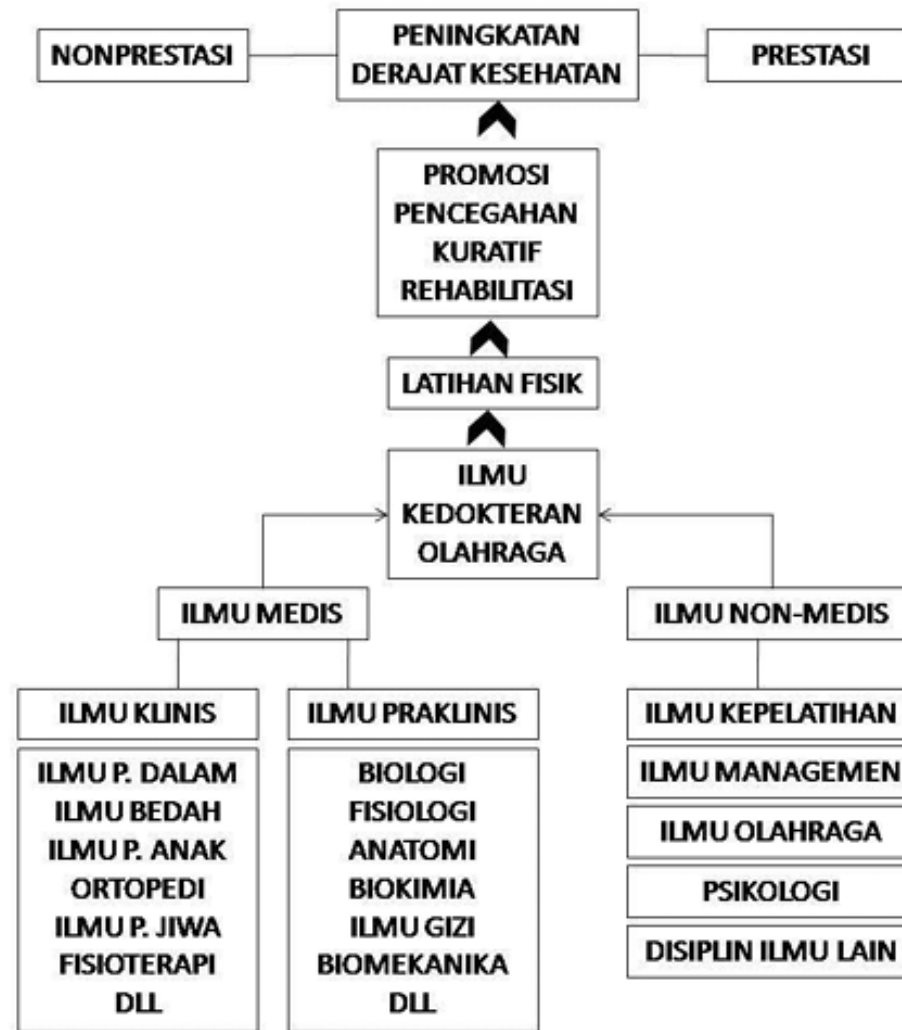 NONPRESTASI
PENINGKATAN
DERAJAT KESEHATAN
PRESTASI
PROMOSI
PENCEGAHAN
KURATIF
REHABILITASI
LATIHAN FISIK
ILMU
KEDOKTERAN
OLAHRAGA
ILMU MEDIS
ILMU NON-MEDIS
ILMU KLINIS
ILMU PRAKLINIS
ILMU KEPELATIHAN
ILMU P. DALAM
ILMU BEDAH
ILMU P. ANAK
ORTOPEDI
ILMU P. JIWA
FISIOTERAPI
DLL
BIOLOGI
FISIOLOGI
ANATOMI
BIOKIMIA
ILMU GIZI
BIOMEKANIKA
DLL
ILMU MANAGEMEN
ILMU OLAHRAGA
PSIKOLOGI
DISIPLIN ILMU LAIN